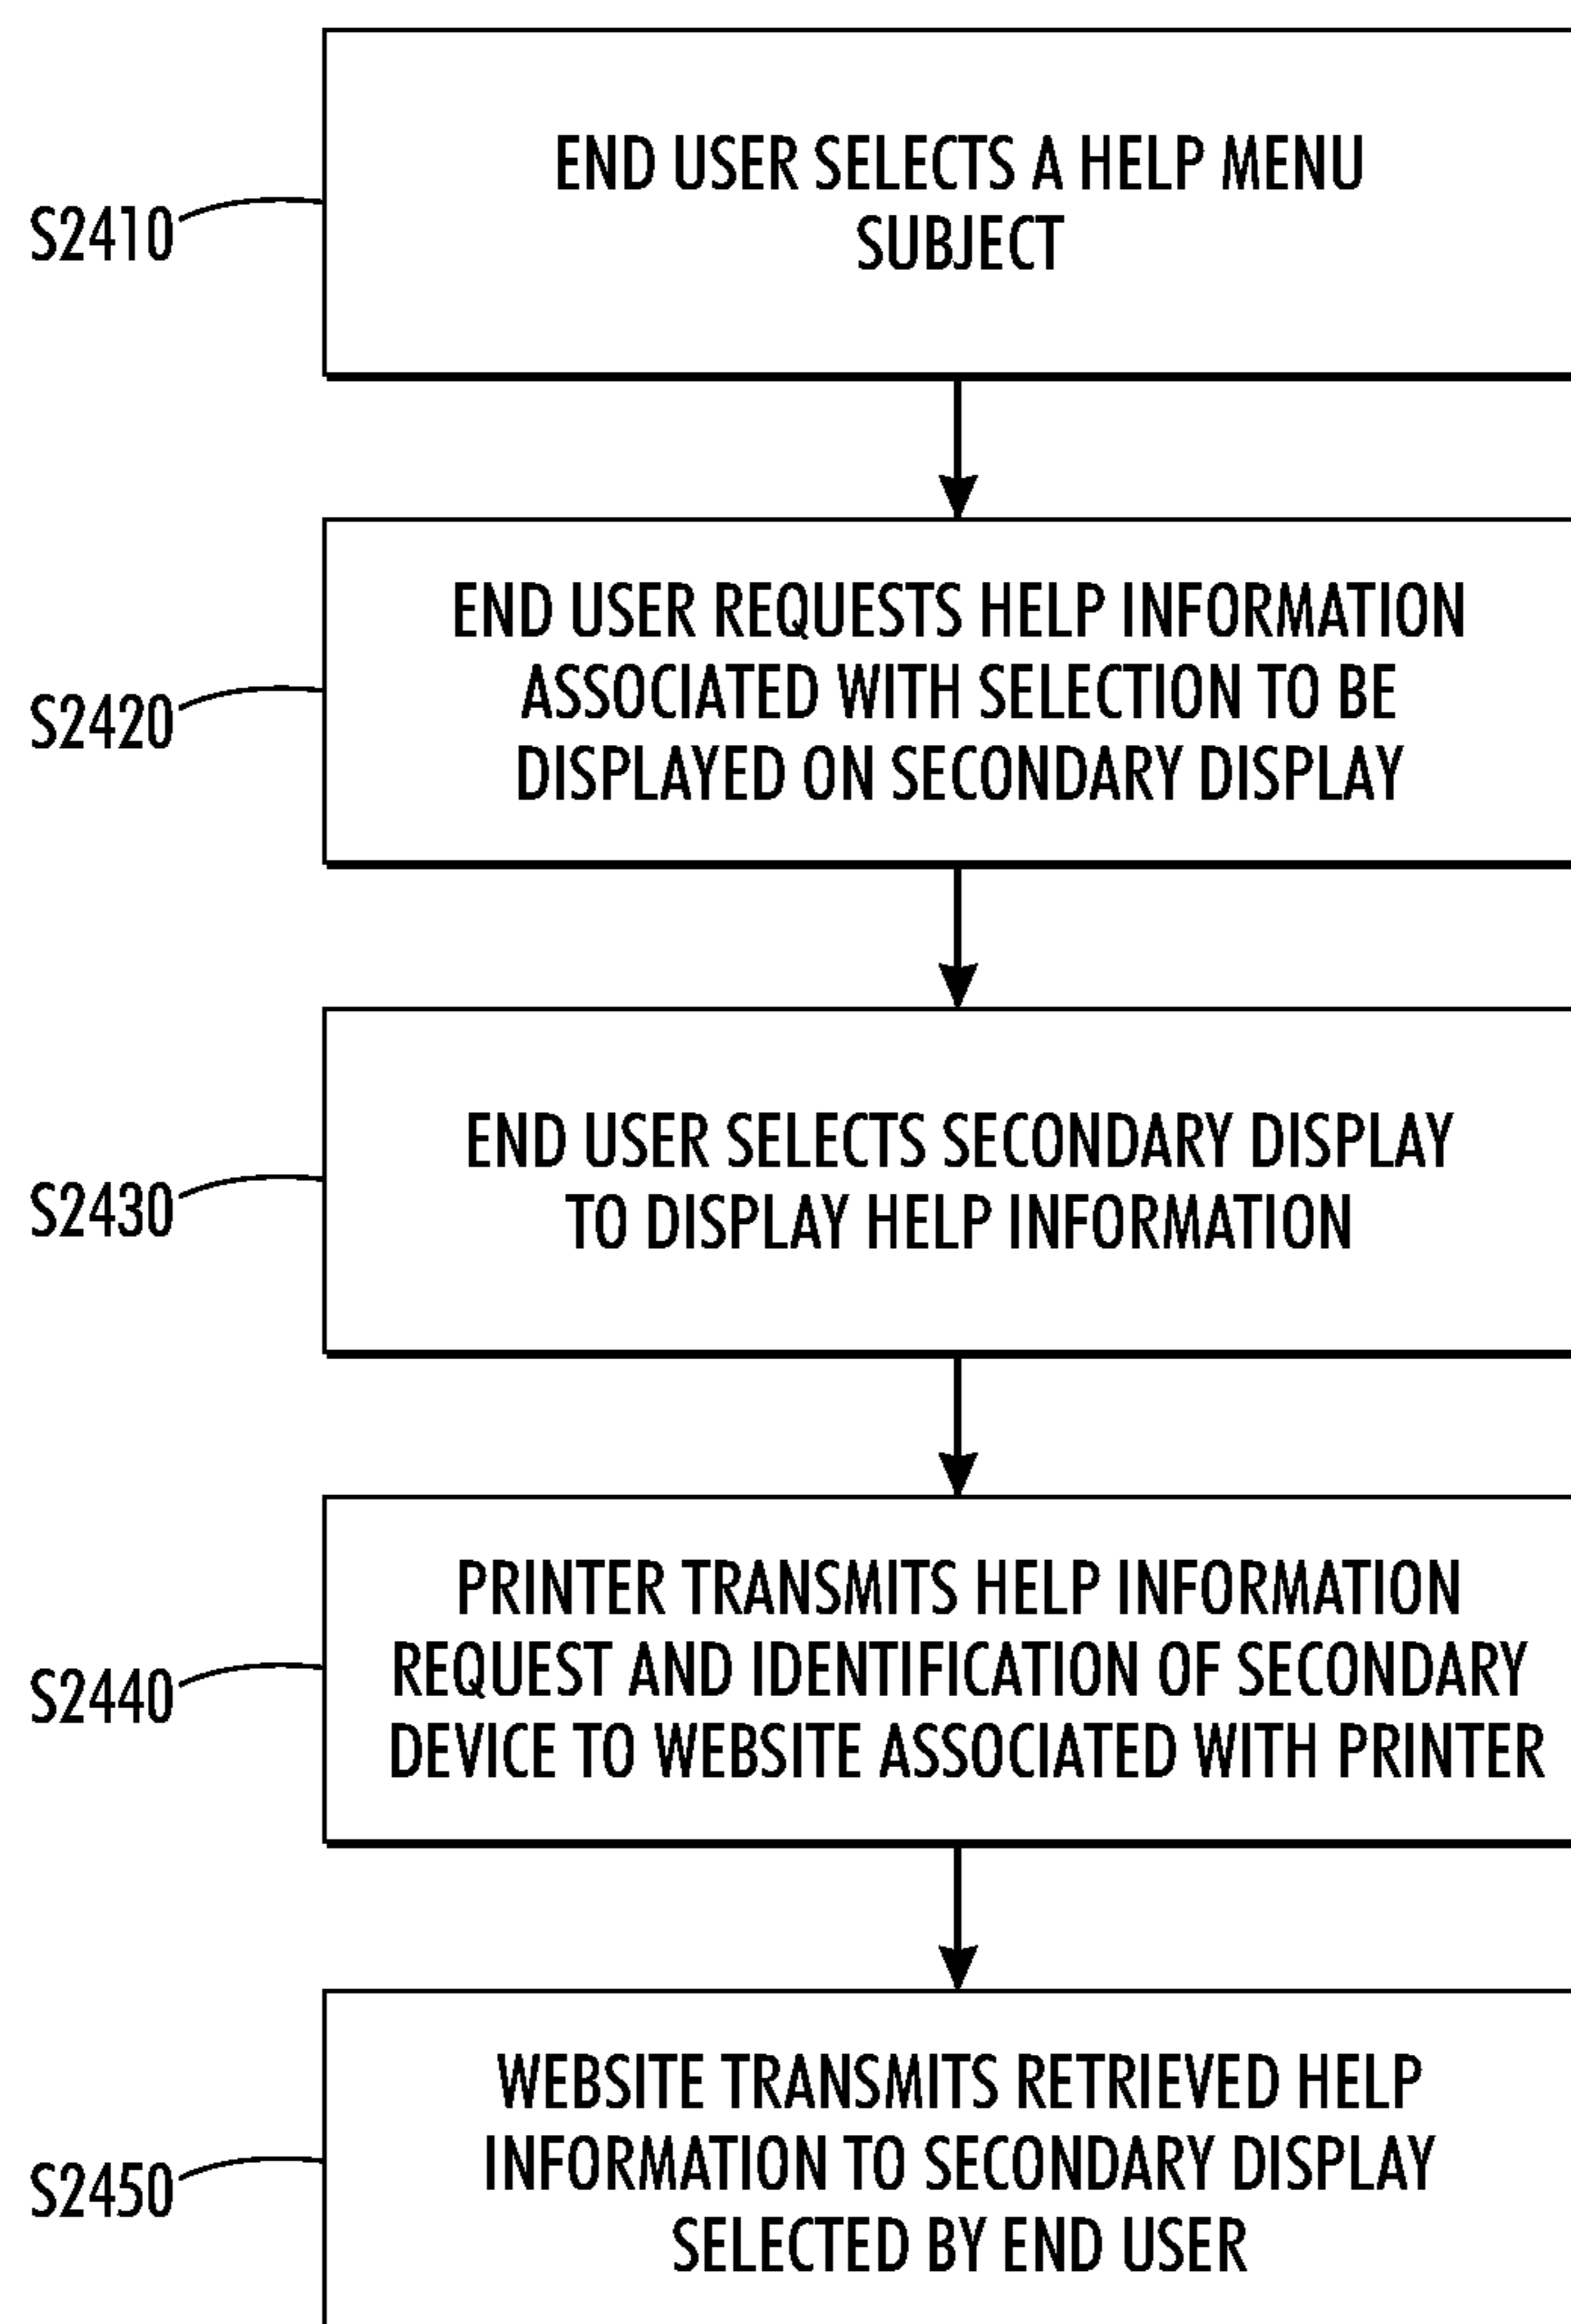 END USER SELECTS A HELP MENU
SUBJECT
S2410
END USER REQUESTS HELP INFORMATION
ASSOCIATED WITH SELECTION TO BE
DISPLAYED ON SECONDARY DISPLAY
S2420
END USER SELECTS SECONDARY DISPLAY
TO DISPLAY HELP INFORMATION
S2430
PRINTER TRANSMITS HELP INFORMATION
REQUEST AND IDENTIFICATION OF SECONDARY
DEVICE TO WEBSITE ASSOCIATED WITH PRINTER
S2440
WEBSITE TRANSMITS RETRIEVED HELP
INFORMATION TO SECONDARY DISPLAY
SELECTED BY END USER
S2450